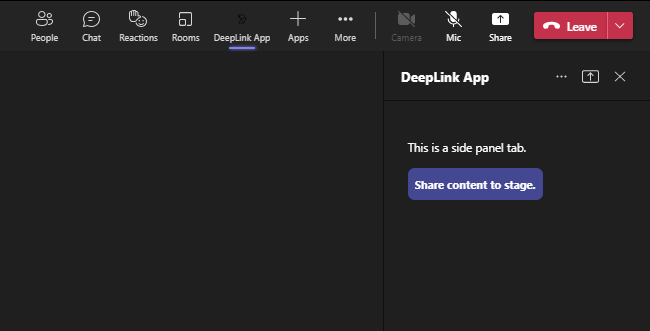 People Chat Reactions Rooms DeepLink App Apps More Camera Mic Share Leave
DeepLink App
This is a side panel tab.
Share content to stage.